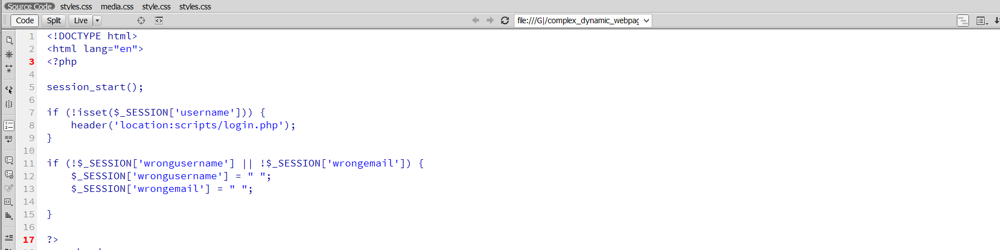 Source Code styles.css media.css style.css styles.css
Code Split Live file:///G|/complex_dynamic_webpag
1 <!DOCTYPE html>
2 <html lang="en">
3 <?php
4
5 session_start();
6
7 if (!isset($_SESSION['username'])) {
8     header('location:scripts/login.php');
9 }
10
11 if (!$_SESSION['wrongusername'] || !$_SESSION['wrongemail']) {
12     $_SESSION['wrongusername'] = " ";
13     $_SESSION['wrongemail'] = " ";
14
15 }
16
17 ?>